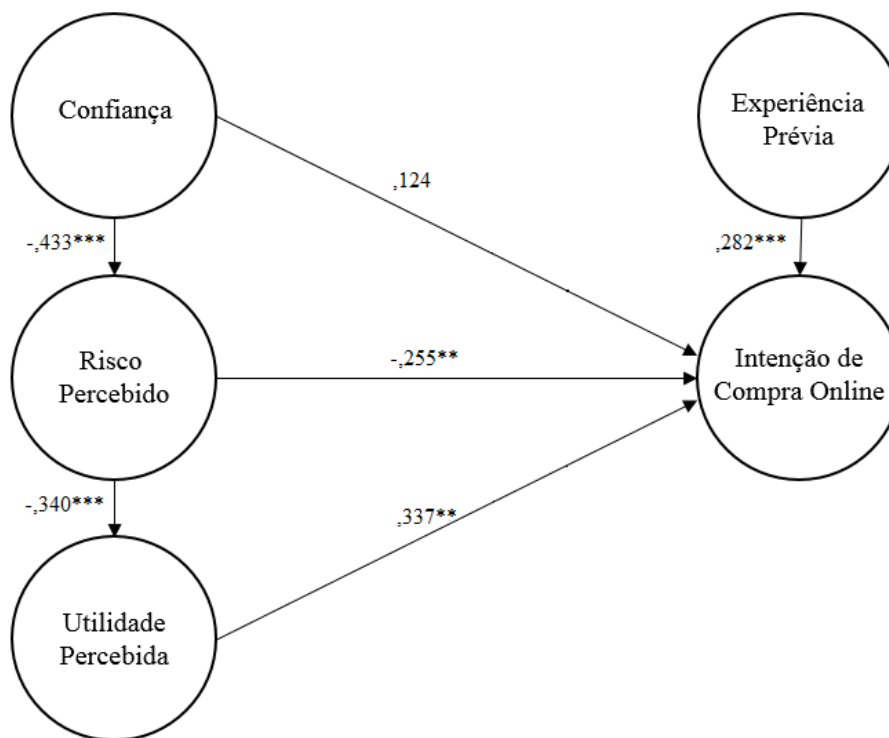 Confiança
Experiência
Prévia
,124
-,433***
,282***
Risco
Percebido
-,255**
Intenção de
Compra Online
-,340***
,337**
Utilidade
Percebida